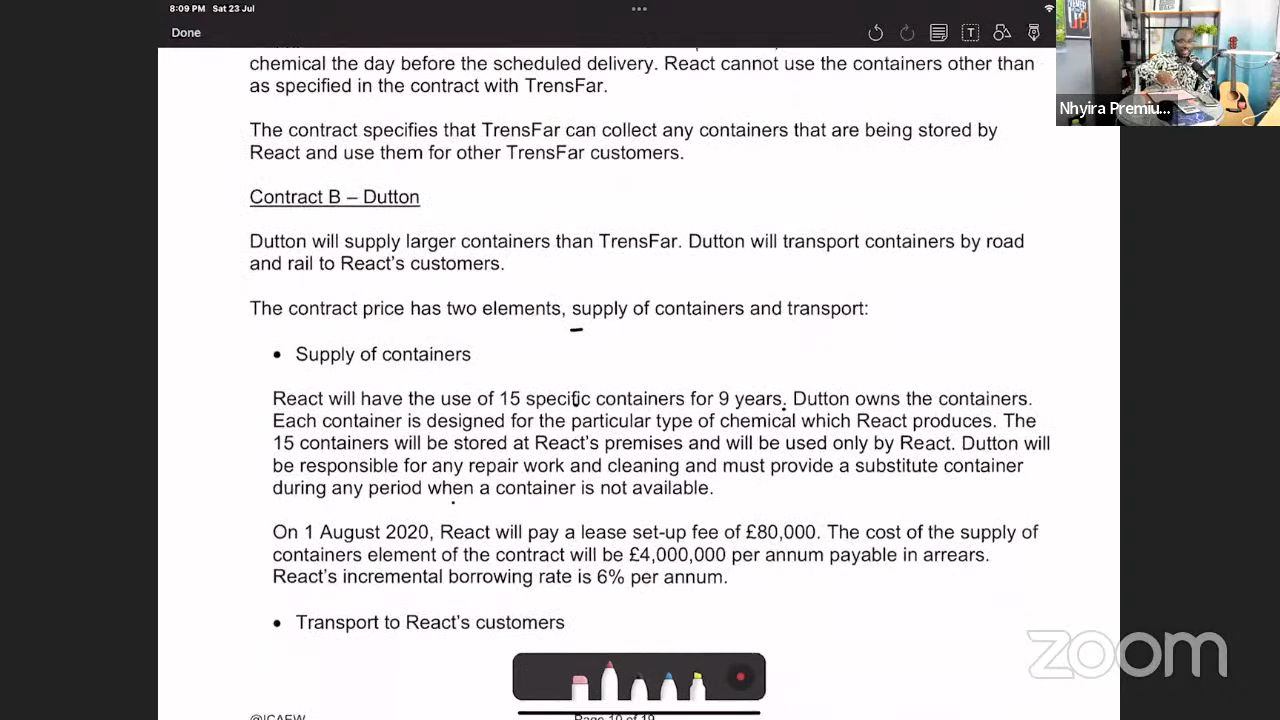 8:09 PM Sat 23 Jul
Done
T
chemical the day before the scheduled delivery. React cannot use the containers other than
as specified in the contract with TrensFar.
The contract specifies that TrensFar can collect any containers that are being stored by
React and use them for other TrensFar customers.
Contract B – Dutton
Dutton will supply larger containers than TrensFar. Dutton will transport containers by road
and rail to React's customers.
The contract price has two elements, supply of containers and transport:
• Supply of containers
React will have the use of 15 specific containers for 9 years. Dutton owns the containers.
Each container is designed for the particular type of chemical which React produces. The
15 containers will be stored at React's premises and will be used only by React. Dutton will
be responsible for any repair work and cleaning and must provide a substitute container
during any period when a container is not available.
On 1 August 2020, React will pay a lease set-up fee of £80,000. The cost of the supply of
containers element of the contract will be £4,000,000 per annum payable in arrears.
React's incremental borrowing rate is 6% per annum.
• Transport to React's customers
@ICAEW
Page 10 of 19
Nhyira Premiu...
UP
zoom